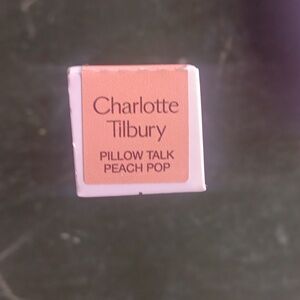 Charlotte
Tilbury
PILLOW TALK
PEACH POP